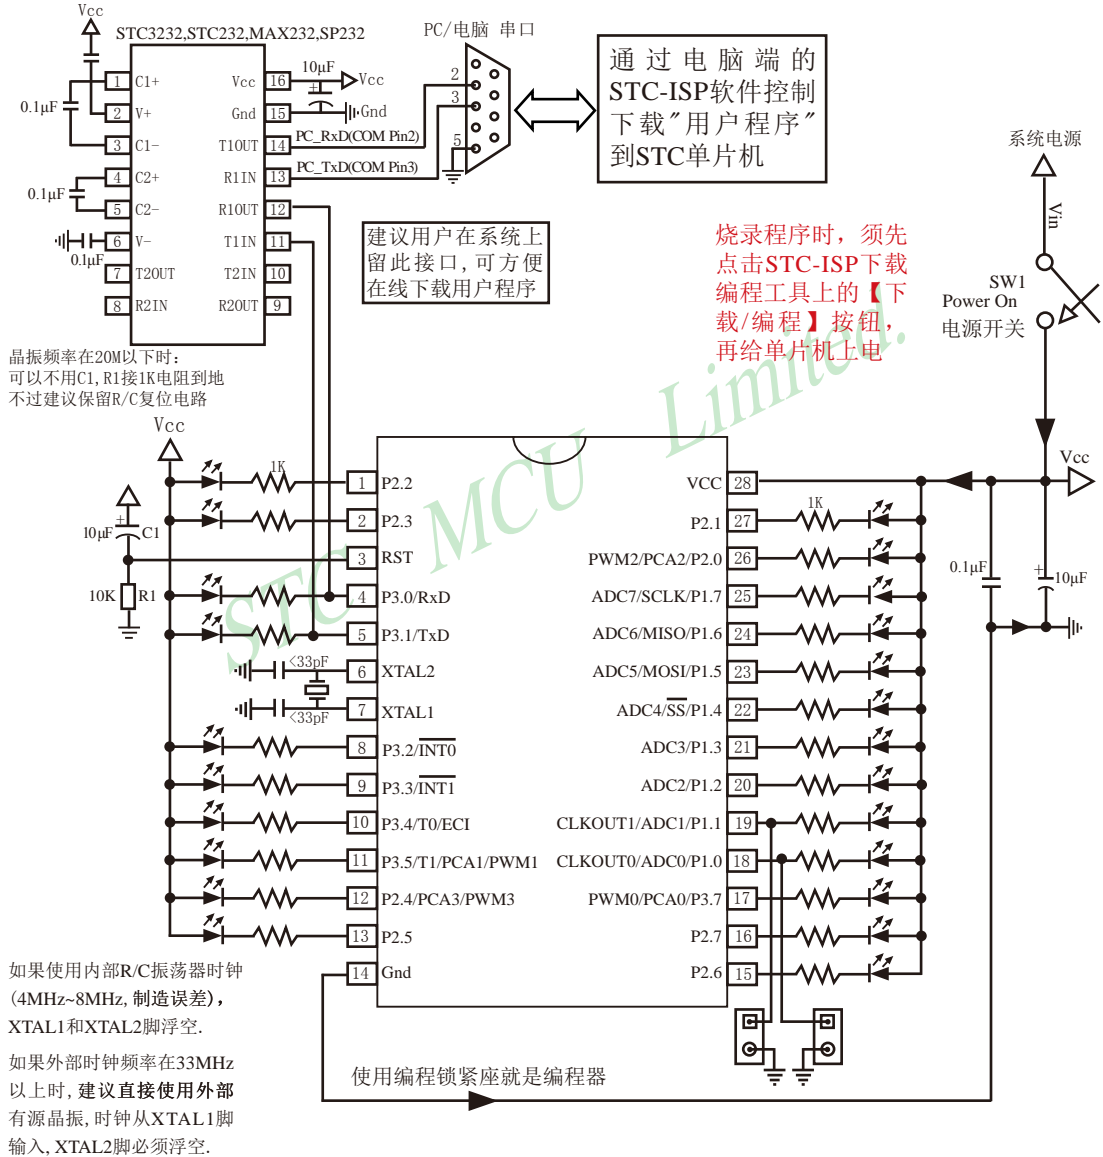 Vcc
STC3232,STC232,MAX232,SP232
PC/电脑 串口
1 C1+
Vcc 16
10μF
+
Vcc
0.1μF
2 V+
Gnd 15
Gnd
3 C1-
T1OUT 14
PC_RxD(COM Pin2)
4 C2+
R1IN 13
PC_TxD(COM Pin3)
0.1μF
5 C2-
R1OUT 12
6 V-
T1IN 11
0.1μF
7 T2OUT
T2IN 10
8 R2IN
R2OUT 9
2
3
5
通过电脑端的
STC-ISP软件控制
下载"用户程序"
到STC单片机
系统电源
Vin
SW1
Power On
电源开关
建议用户在系统上
留此接口,可方便
在线下载用户程序
烧录程序时，须先
点击STC-ISP下载
编程工具上的【下
载/编程】按钮，
再给单片机上电
晶振频率在20M以下时:
可以不用C1,R1接1K电阻到地
不过建议保留R/C复位电路
STC MCU Limited.
Vcc
1K
10μF
+
C1
10K
R1
<33pF
<33pF
1 P2.2
2 P2.3
3 RST
4 P3.0/RxD
5 P3.1/TxD
6 XTAL2
7 XTAL1
8 P3.2/INT0
9 P3.3/INT1
10 P3.4/T0/ECI
11 P3.5/T1/PCA1/PWM1
12 P2.4/PCA3/PWM3
13 P2.5
14 Gnd
VCC 28
P2.1 27
PWM2/PCA2/P2.0 26
ADC7/SCLK/P1.7 25
ADC6/MISO/P1.6 24
ADC5/MOSI/P1.5 23
ADC4/SS/P1.4 22
ADC3/P1.3 21
ADC2/P1.2 20
CLKOUT1/ADC1/P1.1 19
CLKOUT0/ADC0/P1.0 18
PWM0/PCA0/P3.7 17
P2.7 16
P2.6 15
1K
Vcc
0.1μF
+
10μF
如果使用内部R/C振荡器时钟
(4MHz~8MHz,制造误差),
XTAL1和XTAL2脚浮空.
如果外部时钟频率在33MHz
以上时,建议直接使用外部
有源晶振,时钟从XTAL1脚
输入,XTAL2脚必须浮空.
使用编程锁紧座就是编程器